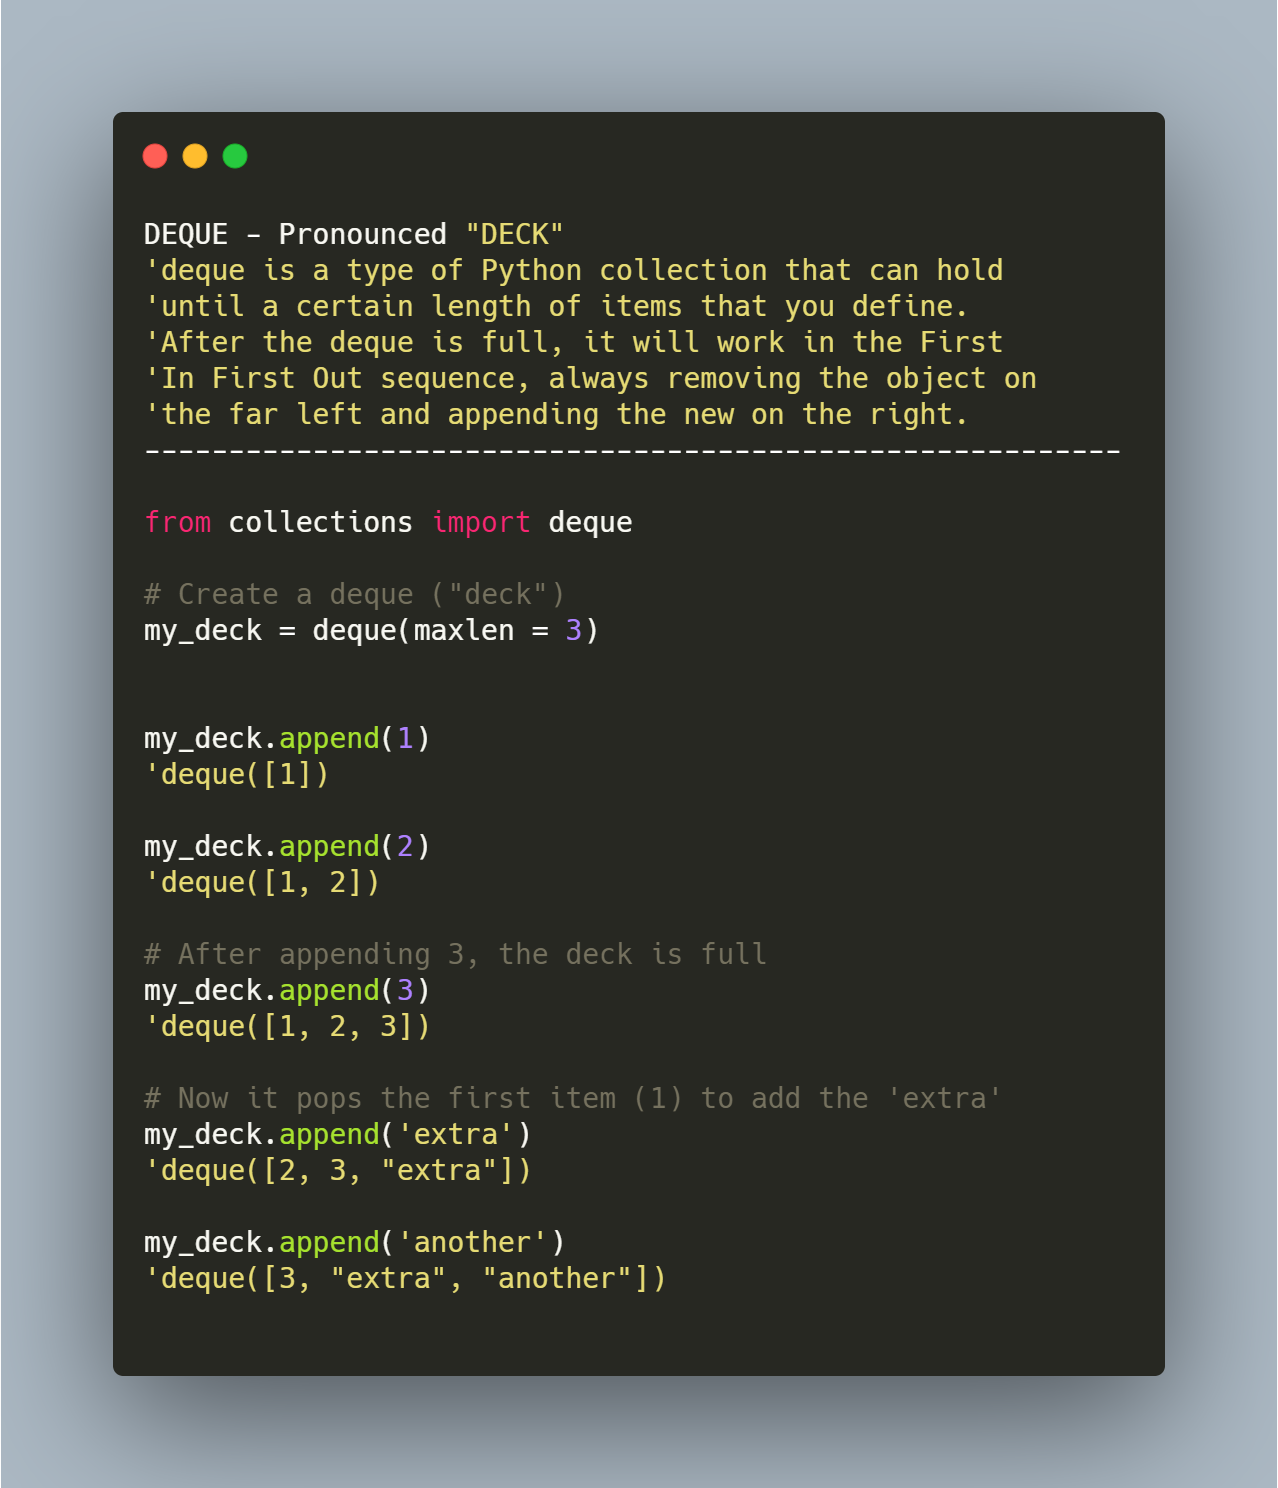 DEQUE - Pronounced "DECK"
'deque is a type of Python collection that can hold
'until a certain length of items that you define.
'After the deque is full, it will work in the First
'In First Out sequence, always removing the object on
'the far left and appending the new on the right.
----------------------------------------------------------
from collections import deque
# Create a deque ("deck")
my_deck = deque(maxlen = 3)
my_deck.append(1)
'deque([1])
my_deck.append(2)
'deque([1, 2])
# After appending 3, the deck is full
my_deck.append(3)
'deque([1, 2, 3])
# Now it pops the first item (1) to add the 'extra'
my_deck.append('extra')
'deque([2, 3, "extra"])
my_deck.append('another')
'deque([3, "extra", "another"])